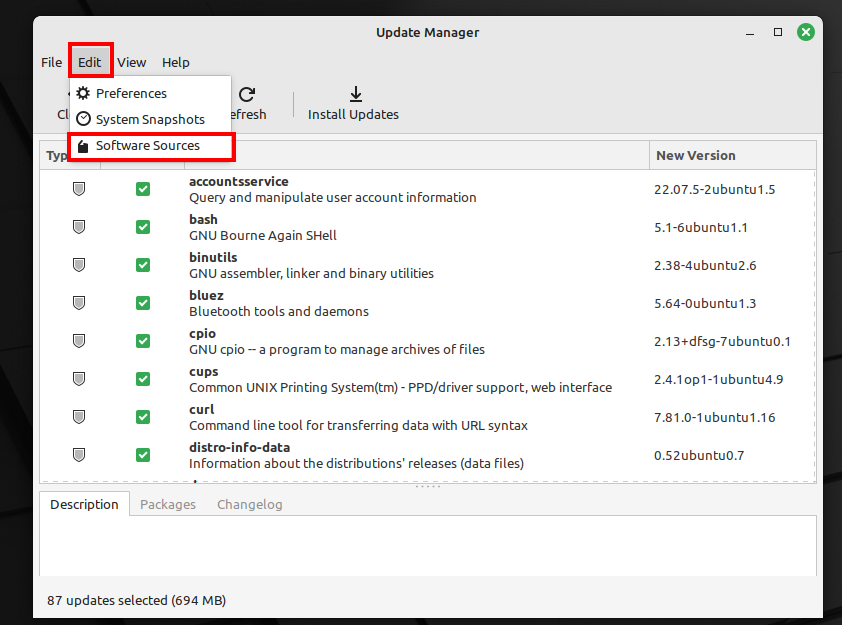 Update Manager
File Edit View Help
Preferences
System Snapshots
Software Sources
Install Updates
New Version
accountsservice
Query and manipulate user account information
22.07.5-2ubuntu1.5
bash
GNU Bourne Again SHell
5.1-6ubuntu1.1
binutils
GNU assembler, linker and binary utilities
2.38-4ubuntu2.6
bluez
Bluetooth tools and daemons
5.64-0ubuntu1.3
cpio
GNU cpio -- a program to manage archives of files
2.13+dfsg-7ubuntu0.1
cups
Common UNIX Printing System(tm) - PPD/driver support, web interface
2.4.1op1-1ubuntu4.9
curl
Command line tool for transferring data with URL syntax
7.81.0-1ubuntu1.16
distro-info-data
Information about the distributions' releases (data files)
0.52ubuntu0.7
Description Packages Changelog
87 updates selected (694 MB)